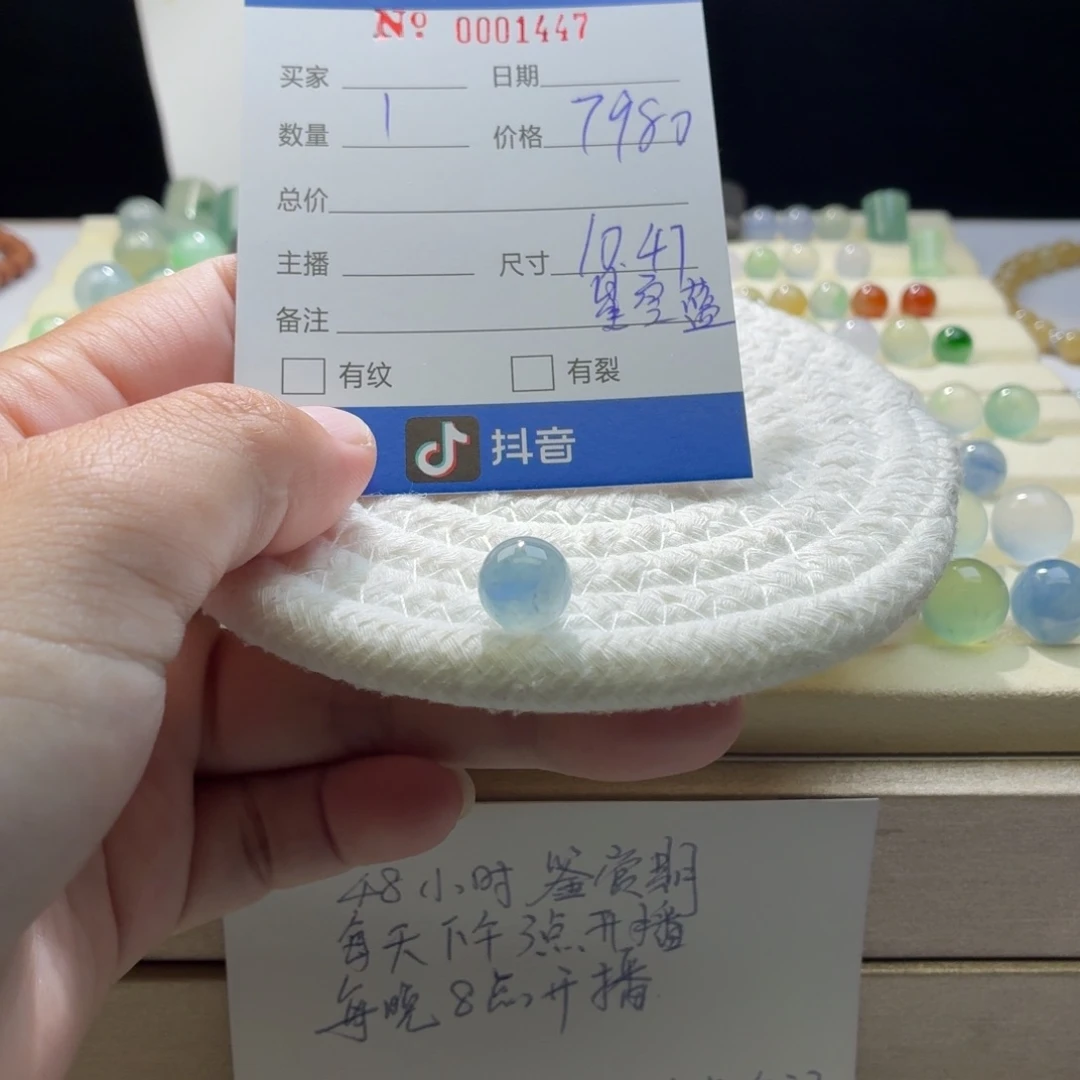 Nº 0001447
买家 日期
数量 1 价格 7980
总价
主播 尺寸 10.47
备注 星空蓝
有纹 有裂
抖音
48小时鉴赏期
每天下午3点开播
每晚8点开播